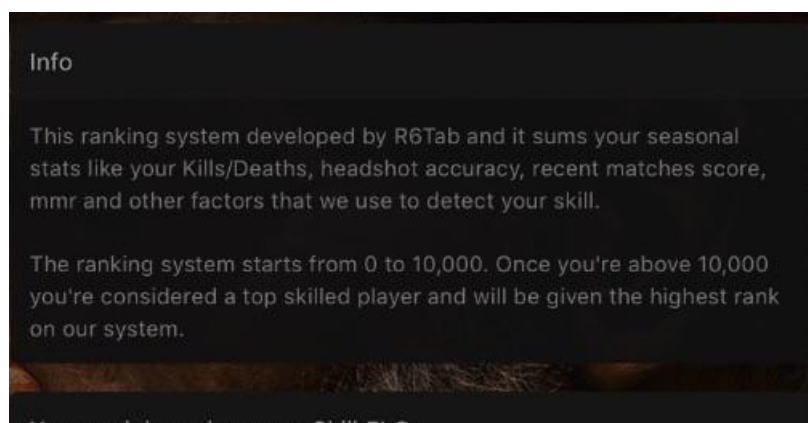 Info
This ranking system developed by R6Tab and it sums your seasonal
stats like your Kills/Deaths, headshot accuracy, recent matches score,
mmr and other factors that we use to detect your skill.
The ranking system starts from 0 to 10,000. Once you're above 10,000
you're considered a top skilled player and will be given the highest rank
on our system.